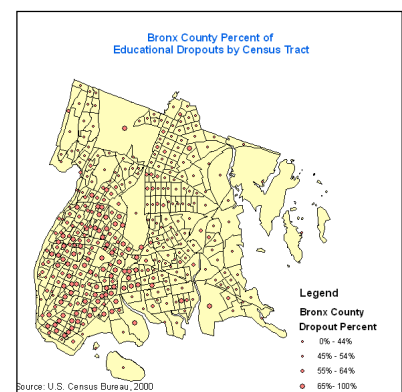 Bronx County Percent of
Educational Dropouts by Census Tract
Legend
Bronx County
Dropout Percent
0% - 44%
45% - 54%
55% - 64%
65% - 100%
Source: U.S. Census Bureau, 2000